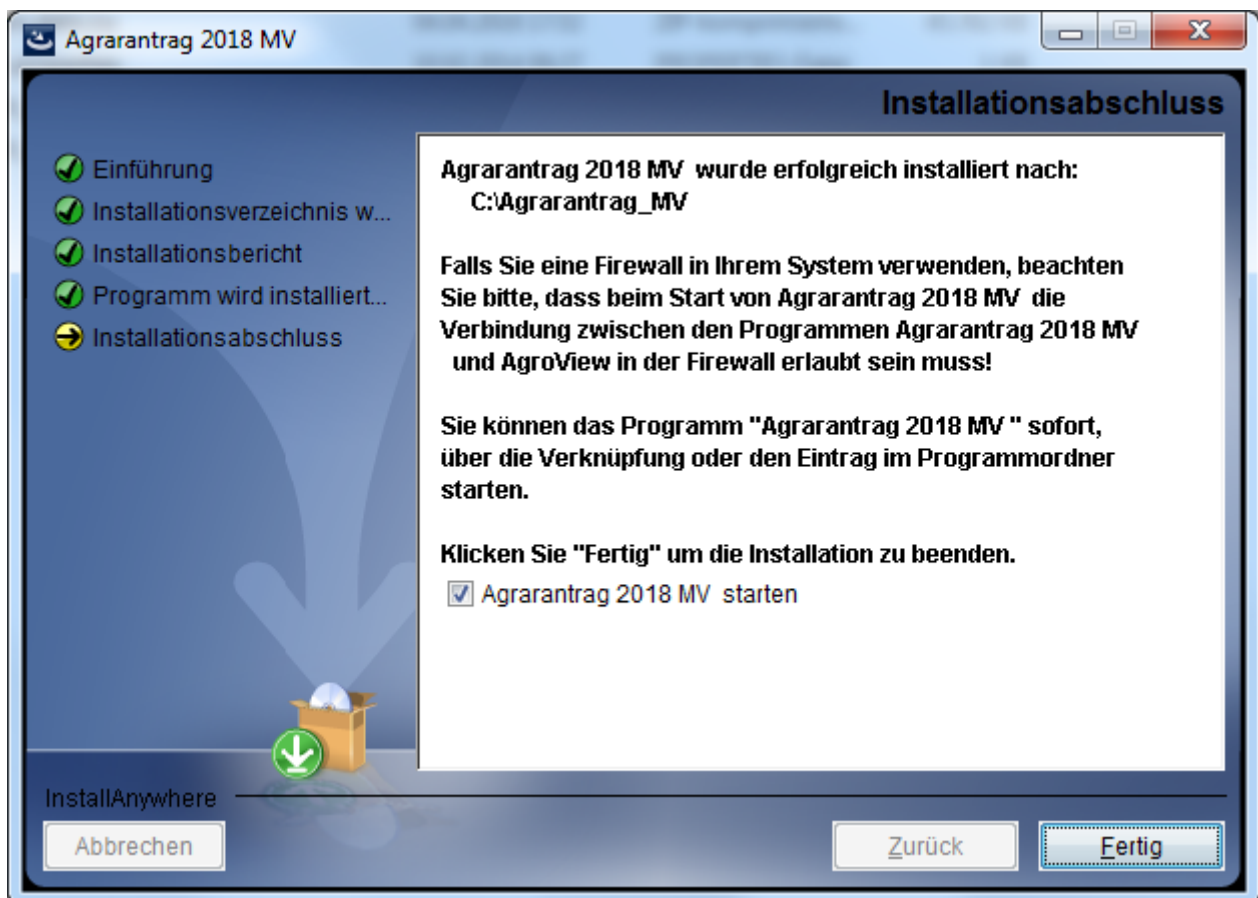 Agrarantrag 2018 MV
Installationsabschluss
Einführung
Installationsverzeichnis w...
Installationsbericht
Programm wird installiert...
Installationsabschluss
Agrarantrag 2018 MV  wurde erfolgreich installiert nach:
C:\Agrarantrag_MV
Falls Sie eine Firewall in Ihrem System verwenden, beachten
Sie bitte, dass beim Start von Agrarantrag 2018 MV  die
Verbindung zwischen den Programmen Agrarantrag 2018 MV
und AgroView in der Firewall erlaubt sein muss!
Sie können das Programm "Agrarantrag 2018 MV " sofort,
über die Verknüpfung oder den Eintrag im Programmordner
starten.
Klicken Sie "Fertig" um die Installation zu beenden.
Agrarantrag 2018 MV  starten
InstallAnywhere
Abbrechen
Zurück
Fertig